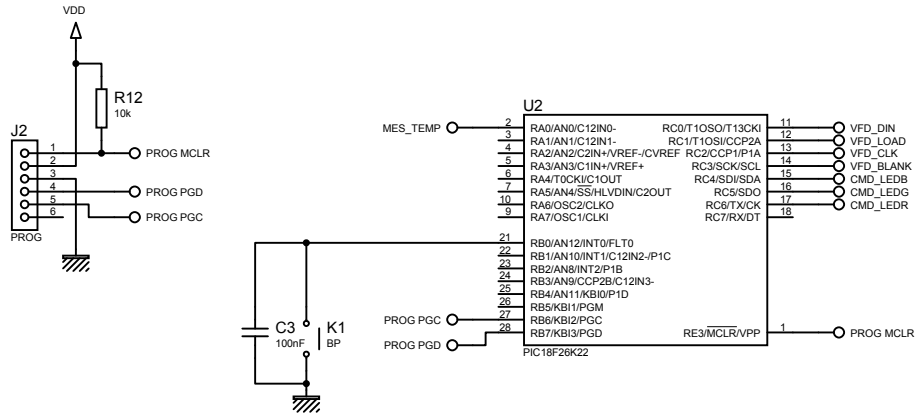 VDD
R12
10k
J2
1
2
3
4
5
6
PROG
PROG MCLR
PROG PGD
PROG PGC
C3
100nF
K1
BP
U2
MES_TEMP
2 RA0/AN0/C12IN0-
3 RA1/AN1/C12IN1-
4 RA2/AN2/C2IN+/VREF-/CVREF
5 RA3/AN3/C1IN+/VREF+
6 RA4/T0CKI/C1OUT
7 RA5/AN4/SS/HLVDIN/C2OUT
10 RA6/OSC2/CLKO
9 RA7/OSC1/CLKI
21 RB0/AN12/INT0/FLT0
22 RB1/AN10/INT1/C12IN2-/P1C
23 RB2/AN8/INT2/P1B
24 RB3/AN9/CCP2B/C12IN3-
25 RB4/AN11/KBI0/P1D
26 RB5/KBI1/PGM
PROG PGC 27 RB6/KBI2/PGC
PROG PGD 28 RB7/KBI3/PGD
RC0/T1OSO/T13CKI 11 VFD_DIN
RC1/T1OSI/CCP2A 12 VFD_LOAD
RC2/CCP1/P1A 13 VFD_CLK
RC3/SCK/SCL 14 VFD_BLANK
RC4/SDI/SDA 15 CMD_LEDB
RC5/SDO 16 CMD_LEDG
RC6/TX/CK 17 CMD_LEDR
RC7/RX/DT 18
RE3/MCLR/VPP 1 PROG MCLR
PIC18F26K22